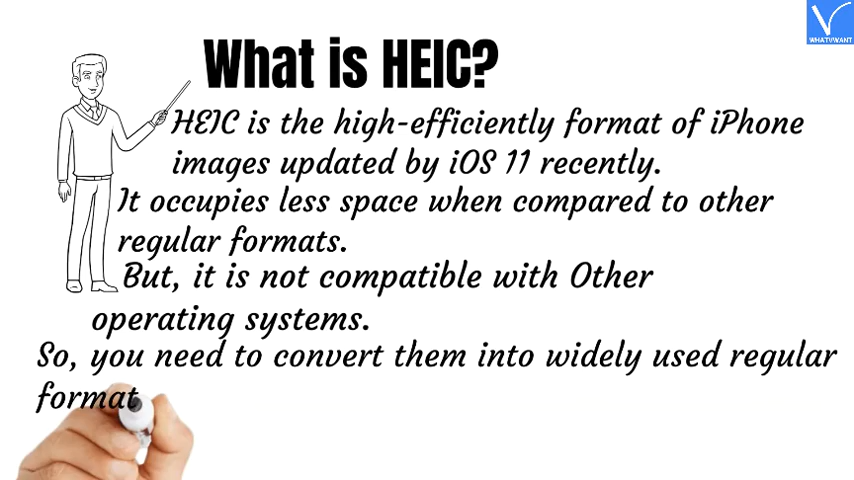 WHATVWANT
What is HEIC?
HEIC is the high-efficiently format of iPhone
images updated by iOS 11 recently.
It occupies less space when compared to other
regular formats.
But, it is not compatible with Other
operating systems.
So, you need to convert them into widely used regular
format